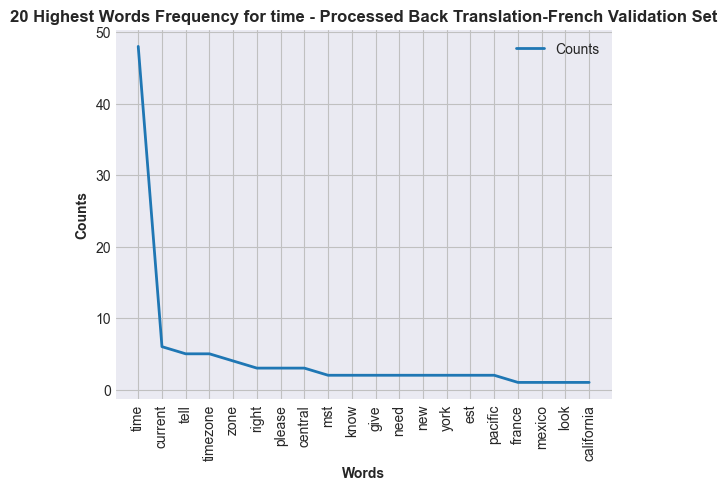 20 Highest Words Frequency for time - Processed Back Translation-French Validation Set
Counts
50
40
30
20
10
0
Counts
time
current
tell
timezone
zone
right
please
central
mst
know
give
need
new
york
est
pacific
france
mexico
look
california
Words